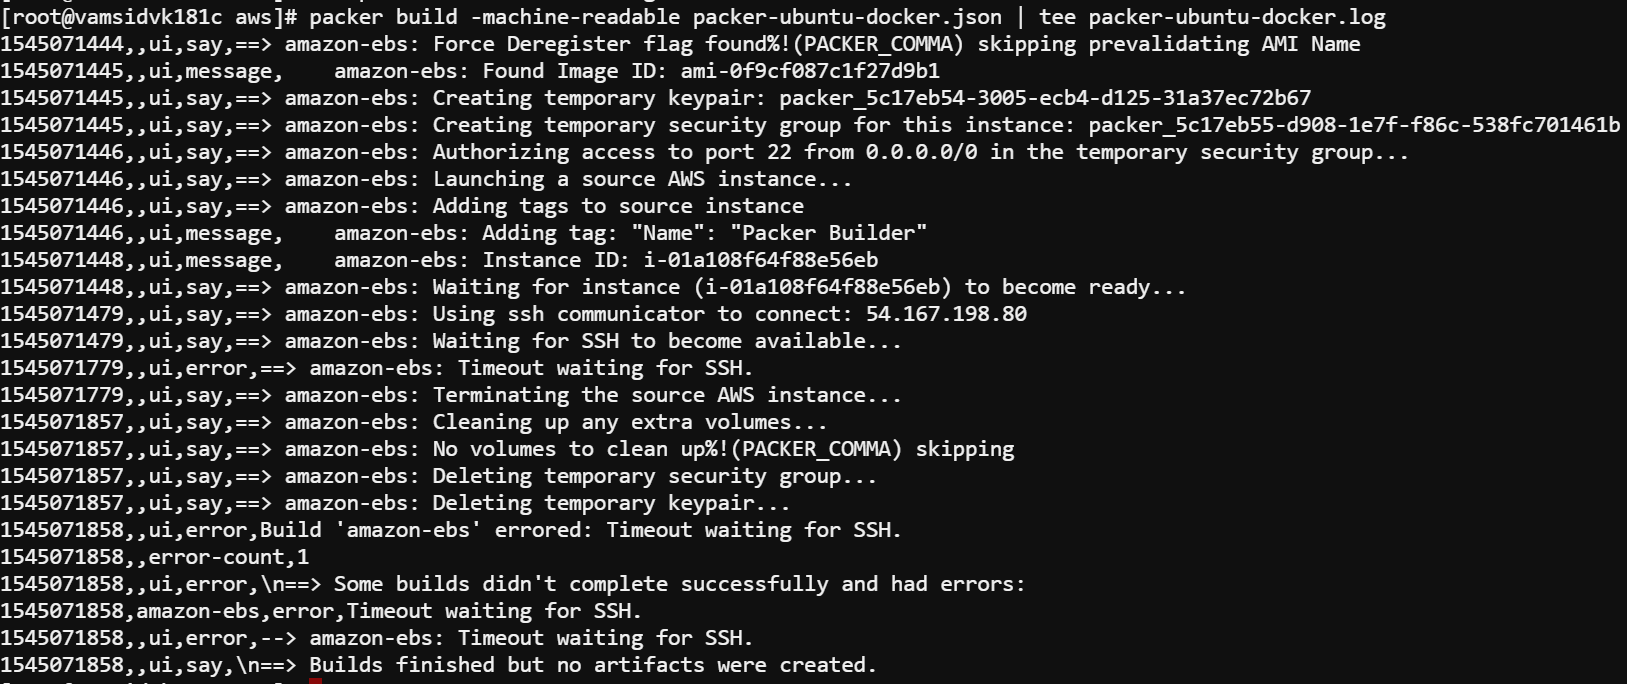 [root@vamsidvk181c aws]# packer build -machine-readable packer-ubuntu-docker.json | tee packer-ubuntu-docker.log
1545071444,,ui,say,==> amazon-ebs: Force Deregister flag found%!(PACKER_COMMA) skipping prevalidating AMI Name
1545071445,,ui,message,    amazon-ebs: Found Image ID: ami-0f9cf087c1f27d9b1
1545071445,,ui,say,==> amazon-ebs: Creating temporary keypair: packer_5c17eb54-3005-ecb4-d125-31a37ec72b67
1545071445,,ui,say,==> amazon-ebs: Creating temporary security group for this instance: packer_5c17eb55-d908-1e7f-f86c-538fc701461b
1545071446,,ui,say,==> amazon-ebs: Authorizing access to port 22 from 0.0.0.0/0 in the temporary security group...
1545071446,,ui,say,==> amazon-ebs: Launching a source AWS instance...
1545071446,,ui,say,==> amazon-ebs: Adding tags to source instance
1545071446,,ui,message,    amazon-ebs: Adding tag: "Name": "Packer Builder"
1545071448,,ui,message,    amazon-ebs: Instance ID: i-01a108f64f88e56eb
1545071448,,ui,say,==> amazon-ebs: Waiting for instance (i-01a108f64f88e56eb) to become ready...
1545071479,,ui,say,==> amazon-ebs: Using ssh communicator to connect: 54.167.198.80
1545071479,,ui,say,==> amazon-ebs: Waiting for SSH to become available...
1545071779,,ui,error,==> amazon-ebs: Timeout waiting for SSH.
1545071779,,ui,say,==> amazon-ebs: Terminating the source AWS instance...
1545071857,,ui,say,==> amazon-ebs: Cleaning up any extra volumes...
1545071857,,ui,say,==> amazon-ebs: No volumes to clean up%!(PACKER_COMMA) skipping
1545071857,,ui,say,==> amazon-ebs: Deleting temporary security group...
1545071857,,ui,say,==> amazon-ebs: Deleting temporary keypair...
1545071858,,ui,error,Build 'amazon-ebs' errored: Timeout waiting for SSH.
1545071858,,error-count,1
1545071858,,ui,error,\n==> Some builds didn't complete successfully and had errors:
1545071858,amazon-ebs,error,Timeout waiting for SSH.
1545071858,,ui,error,--> amazon-ebs: Timeout waiting for SSH.
1545071858,,ui,say,\n==> Builds finished but no artifacts were created.